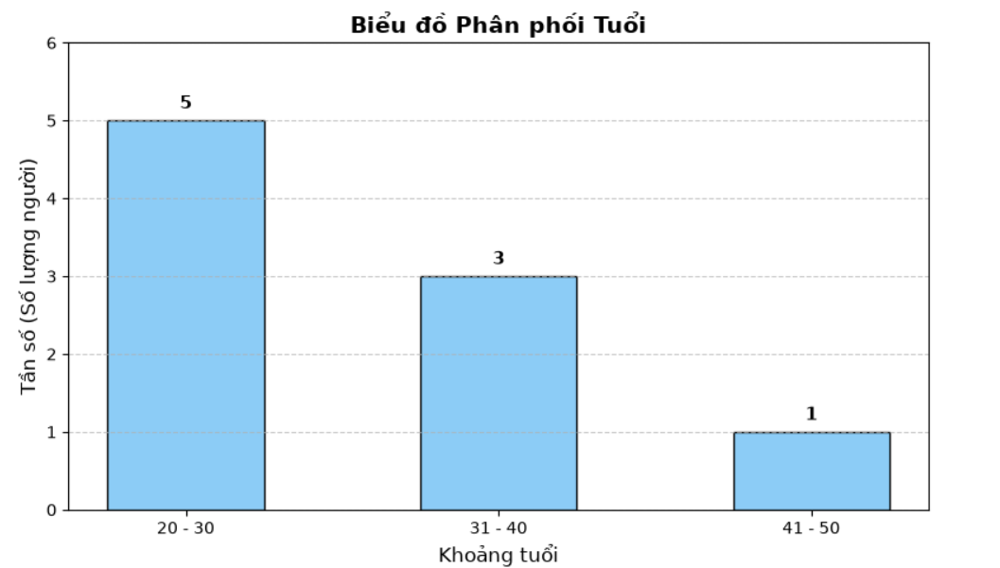 Biểu đồ Phân phối Tuổi
Tần số (Số lượng người)
6
5
4
3
2
1
0
5
3
1
20 - 30
31 - 40
41 - 50
Khoảng tuổi